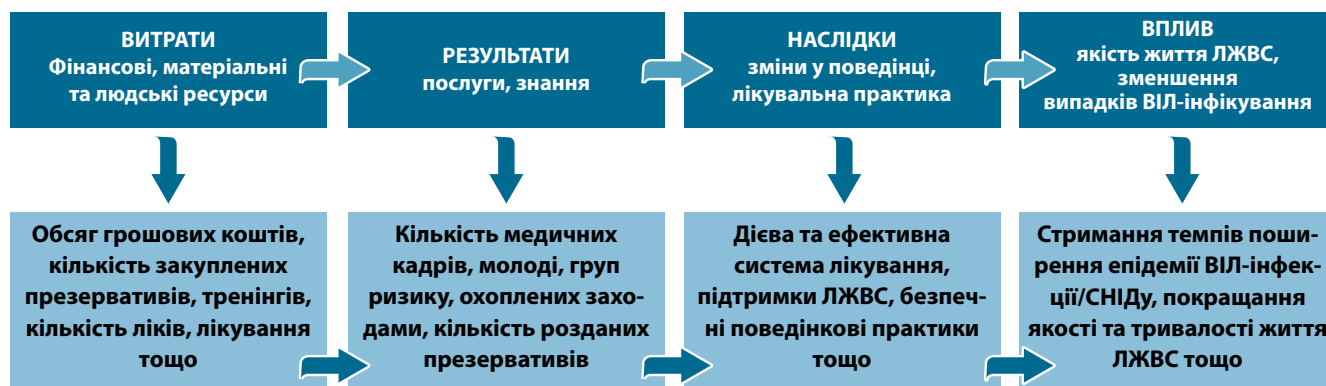 ВИТРАТИ
Фінансові, матеріальні
та людські ресурси
РЕЗУЛЬТАТИ
послуги, знання
НАСЛІДКИ
зміни у поведінці,
лікувальна практика
ВПЛИВ
якість життя ЛЖВС,
зменшення
випадків ВІЛ-інфікування
Обсяг грошових коштів,
кількість закуплених
презервативів, тренінгів,
кількість ліків, лікування
тощо
Кількість медичних
кадрів, молоді, груп
ризику, охоплених захо-
дами, кількість розданих
презервативів
Дієва та ефективна
система лікування,
підтримки ЛЖВС, безпеч-
ні поведінкові практики
тощо
Стримання темпів поши-
рення епідемії ВІЛ-інфек-
ції/СНІДу, покращання
якості та тривалості життя
ЛЖВС тощо